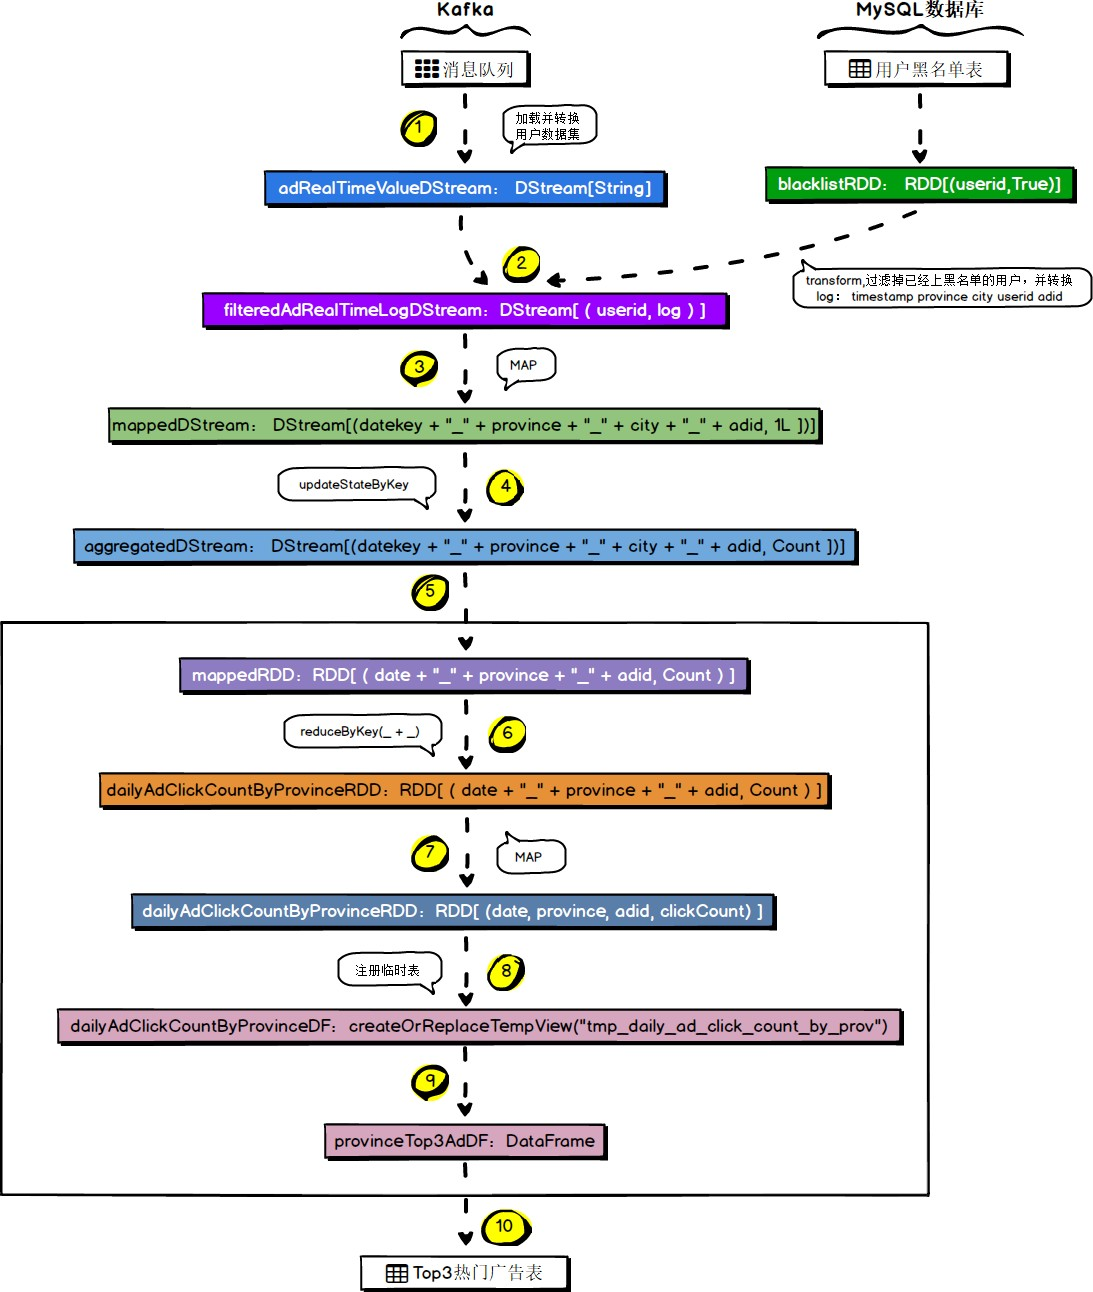 Kafka
MySQL数据库
消息队列
用户黑名单表
1
加载并转换
用户数据集
adRealTimeValueDStream： DStream[String]
blacklistRDD： RDD[(userid,True)]
2
transform,过滤掉已经上黑名单的用户，并转换
log： timestamp province city userid adid
filteredAdRealTimeLogDStream：DStream[ ( userid, log ) ]
3
MAP
mappedDStream： DStream[(datekey + "_" + province + "_" + city + "_" + adid, 1L ])]
updateStateByKey
4
aggregatedDStream： DStream[(datekey + "_" + province + "_" + city + "_" + adid, Count ])]
5
mappedRDD：RDD[ ( date + "_" + province + "_" + adid, Count ) ]
reduceByKey(_ + _)
6
dailyAdClickCountByProvinceRDD：RDD[ ( date + "_" + province + "_" + adid, Count ) ]
7
MAP
dailyAdClickCountByProvinceRDD：RDD[ (date, province, adid, clickCount) ]
注册临时表
8
dailyAdClickCountByProvinceDF：createOrReplaceTempView("tmp_daily_ad_click_count_by_prov")
9
provinceTop3AdDF：DataFrame
10
Top3热门广告表